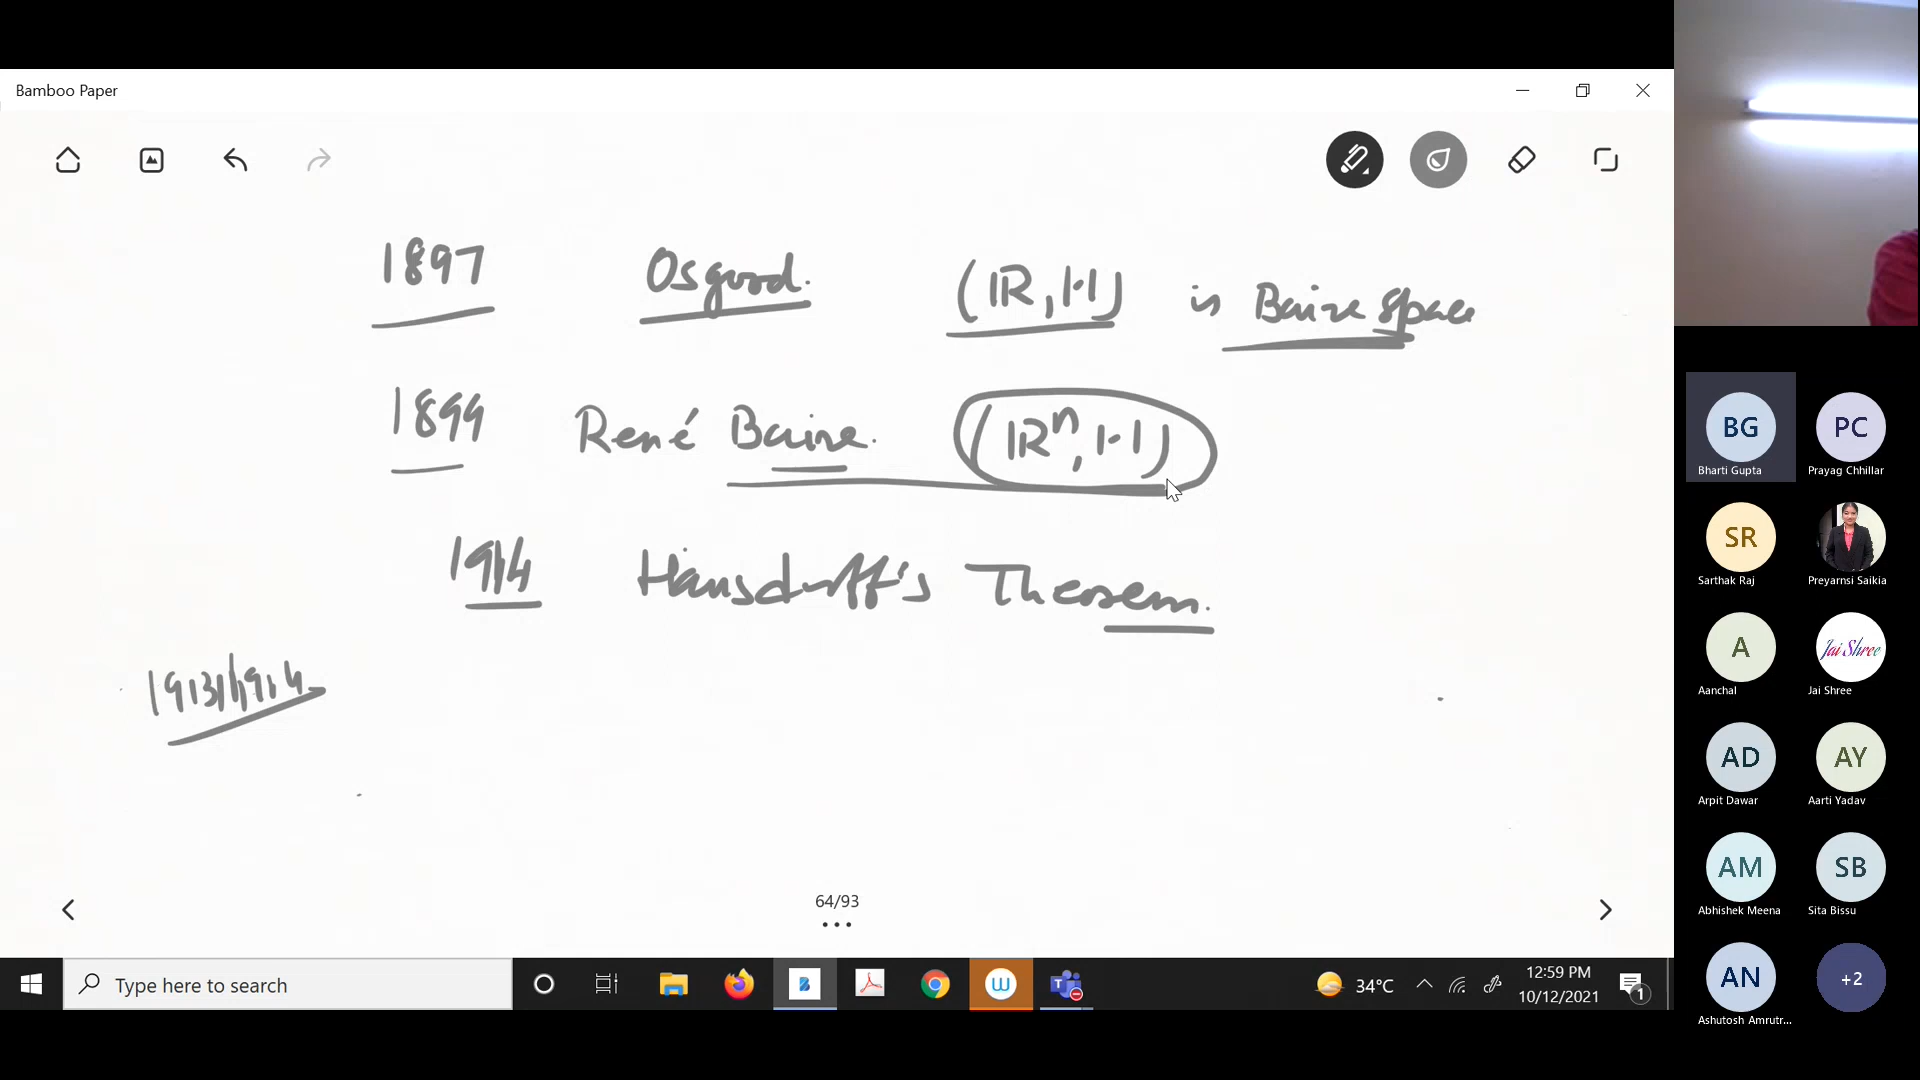 Bamboo Paper
1897 Osgood. (ℝ, |·|) is Baire Space
1899 René Baire. (ℝⁿ, |·|)
1914 Hausdorff's Theorem.
1913/1914
64/93
Type here to search
34°C
12:59 PM
10/12/2021
1
BG PC
Bharti Gupta Prayag Chhillar
SR
Sarthak Raj Preyarnsi Saikia
A Jai Shree
Aanchal Jai Shree
AD AY
Arpit Dawar Aarti Yadav
AM SB
Abhishek Meena Sita Bissu
AN +2
Ashutosh Amrutr...